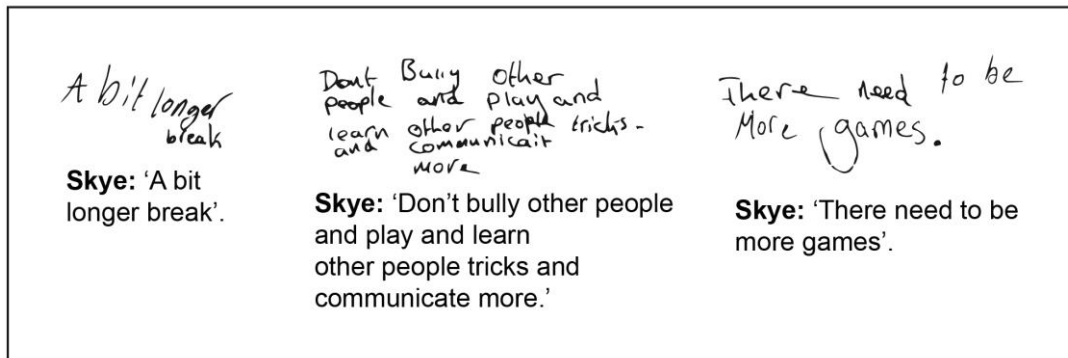 A bit longer
break
Skye: ‘A bit
longer break’.
Dont Bully other
people and play and
learn other people tricks-
and communicait
more
Skye: ‘Don’t bully other people
and play and learn
other people tricks and
communicate more.’
There need to be
More games.
Skye: ‘There need to be
more games’.